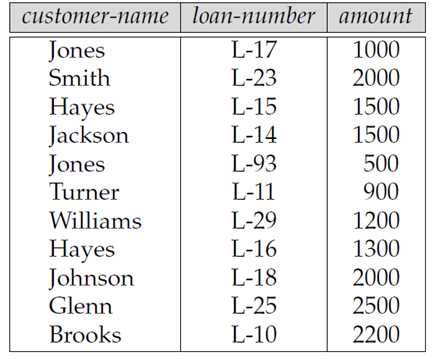 customer-name loan-number amount
Jones L-17 1000
Smith L-23 2000
Hayes L-15 1500
Jackson L-14 1500
Jones L-93 500
Turner L-11 900
Williams L-29 1200
Hayes L-16 1300
Johnson L-18 2000
Glenn L-25 2500
Brooks L-10 2200